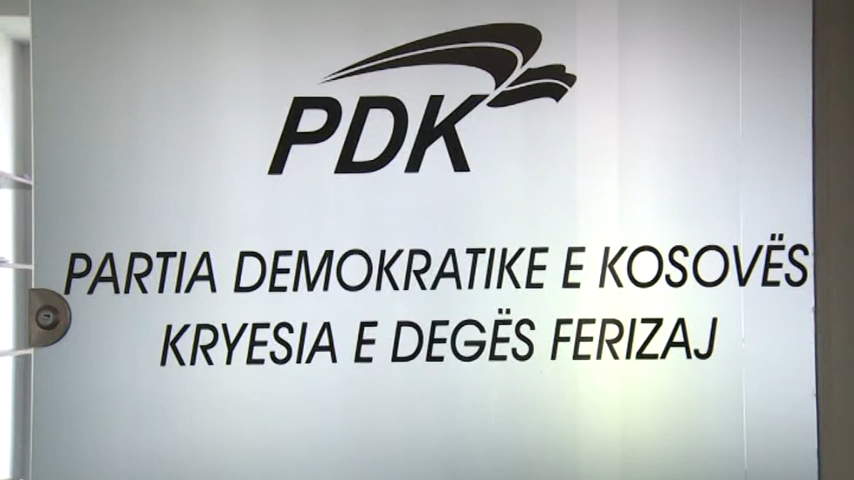 PDK
PARTIA DEMOKRATIKE E KOSOVËS
KRYESIA E DEGËS FERIZAJ